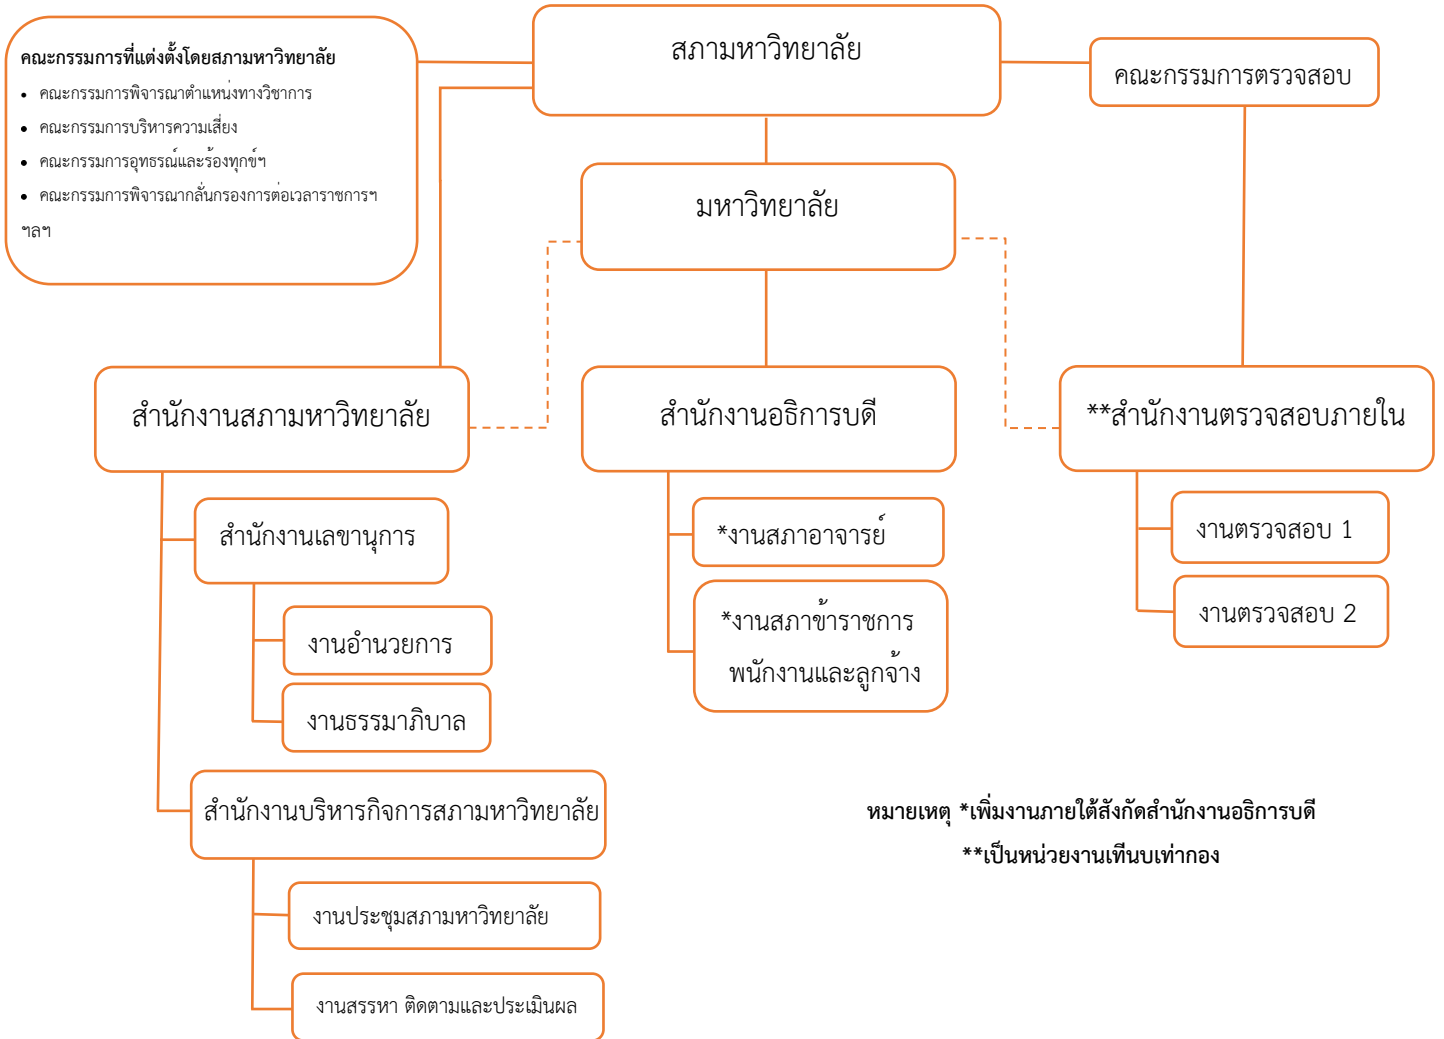 สภามหาวิทยาลัย
คณะกรรมการที่แต่งตั้งโดยสภามหาวิทยาลัย
• คณะกรรมการพิจารณาตำแหน่งทางวิชาการ
• คณะกรรมการบริหารความเสี่ยง
• คณะกรรมการอุทธรณ์และร้องทุกข์ฯ
• คณะกรรมการพิจารณากลั่นกรองการต่อเวลาราชการฯ
ฯลฯ
คณะกรรมการตรวจสอบ
มหาวิทยาลัย
สำนักงานสภามหาวิทยาลัย
สำนักงานอธิการบดี
**สำนักงานตรวจสอบภายใน
สำนักงานเลขานุการ
งานอำนวยการ
งานธรรมาภิบาล
สำนักงานบริหารกิจการสภามหาวิทยาลัย
งานประชุมสภามหาวิทยาลัย
งานสรรหา ติดตามและประเมินผล
*งานสภาอาจารย์
*งานสภาข้าราชการ
พนักงานและลูกจ้าง
งานตรวจสอบ 1
งานตรวจสอบ 2
หมายเหตุ *เพิ่มงานภายใต้สังกัดสำนักงานอธิการบดี
**เป็นหน่วยงานเทีนบเท่ากอง